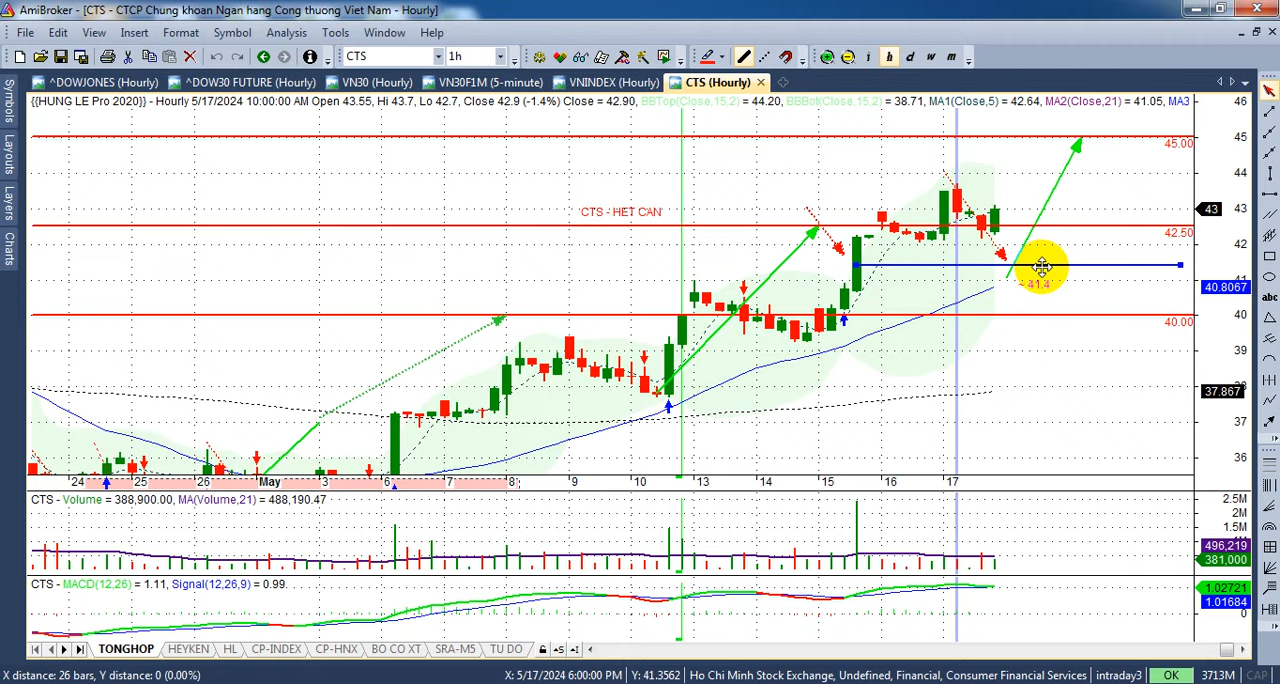 AmiBroker - [CTS - CTCP Chung khoan Ngan hang Cong thuong Viet Nam - Hourly]
File Edit View Insert Format Symbol Analysis Tools Window Help
CTS 1h i h d w m
^DOWJONES (Hourly) ^DOW30 FUTURE (Hourly) VN30 (Hourly) VN30F1M (5-minute) VNINDEX (Hourly) CTS (Hourly)
Symbols
Layouts
Layers
Charts
{{HUNG LE Pro 2020}} - Hourly 5/17/2024 10:00:00 AM Open 43.55, Hi 43.7, Lo 42.7, Close 42.9 (-1.4%) Close = 42.90, BBTop(Close,15,2) = 44.20, BBBot(Close,15,2) = 38.71, MA1(Close,5) = 42.64, MA2(Close,21) = 41.05, MA3
46
45
45.00
44
43
43
CTS - HET CAN
42.50
42
41
~ 41.4
40.8067
40
40.00
39
38
37.867
37
36
24 25 26 May 3 6 7 8 9 10 13 14 15 16 17
CTS - Volume = 388,900.00, MA(Volume,21) = 488,190.47
2.5M
2M
1.5M
496,219
381,000
CTS - MACD(12,26) = 1.11, Signal(12,26,9) = 0.99
1.02721
1.01684
0
TONGHOP HEYKEN HL CP-INDEX CP-HNX BO CO XT SRA-M5 TU DO
X distance: 26 bars, Y distance: 0 (0.00%) X: 5/17/2024 6:00:00 PM Y: 41.3562 Ho Chi Minh Stock Exchange, Undefined, Financial, Consumer Financial Services intraday3 OK 3713M CAP
abc